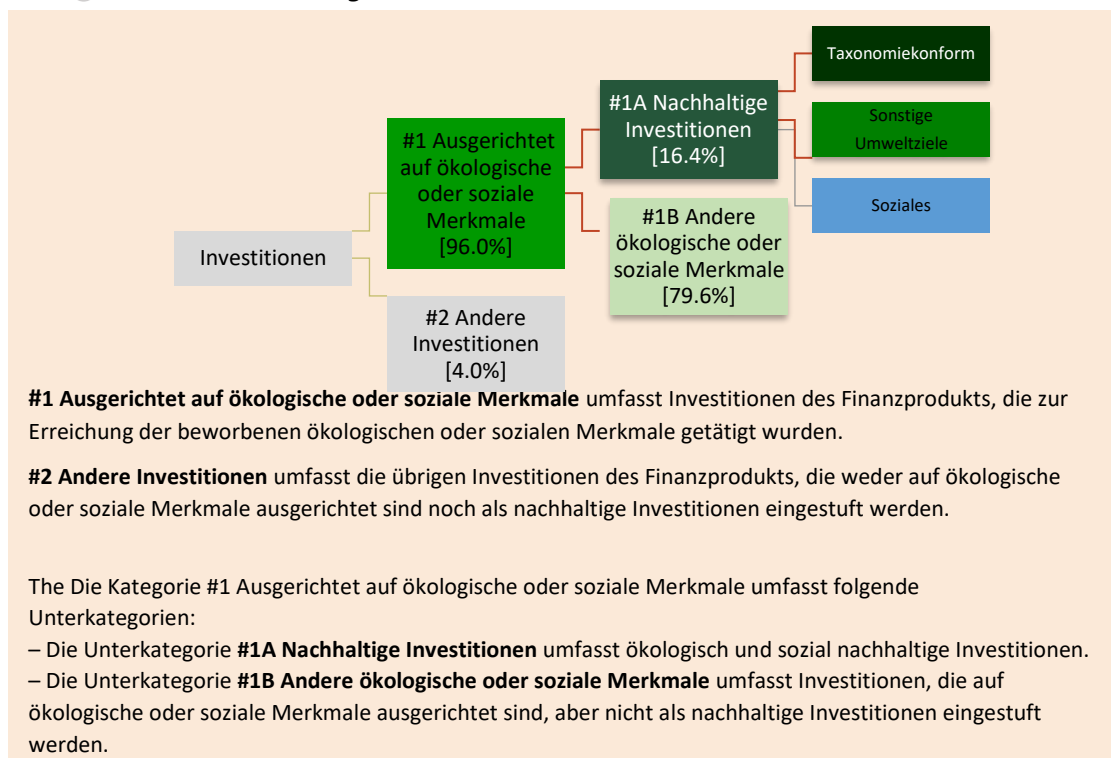 Taxonomiekonform
#1A Nachhaltige
Investitionen
[16.4%]
Sonstige
Umweltziele
#1 Ausgerichtet
auf ökologische
oder soziale
Merkmale
[96.0%]
Soziales
#1B Andere
ökologische oder
soziale Merkmale
[79.6%]
Investitionen
#2 Andere
Investitionen
[4.0%]
#1 Ausgerichtet auf ökologische oder soziale Merkmale umfasst Investitionen des Finanzprodukts, die zur
Erreichung der beworbenen ökologischen oder sozialen Merkmale getätigt wurden.
#2 Andere Investitionen umfasst die übrigen Investitionen des Finanzprodukts, die weder auf ökologische
oder soziale Merkmale ausgerichtet sind noch als nachhaltige Investitionen eingestuft werden.
The Die Kategorie #1 Ausgerichtet auf ökologische oder soziale Merkmale umfasst folgende
Unterkategorien:
– Die Unterkategorie #1A Nachhaltige Investitionen umfasst ökologisch und sozial nachhaltige Investitionen.
– Die Unterkategorie #1B Andere ökologische oder soziale Merkmale umfasst Investitionen, die auf
ökologische oder soziale Merkmale ausgerichtet sind, aber nicht als nachhaltige Investitionen eingestuft
werden.